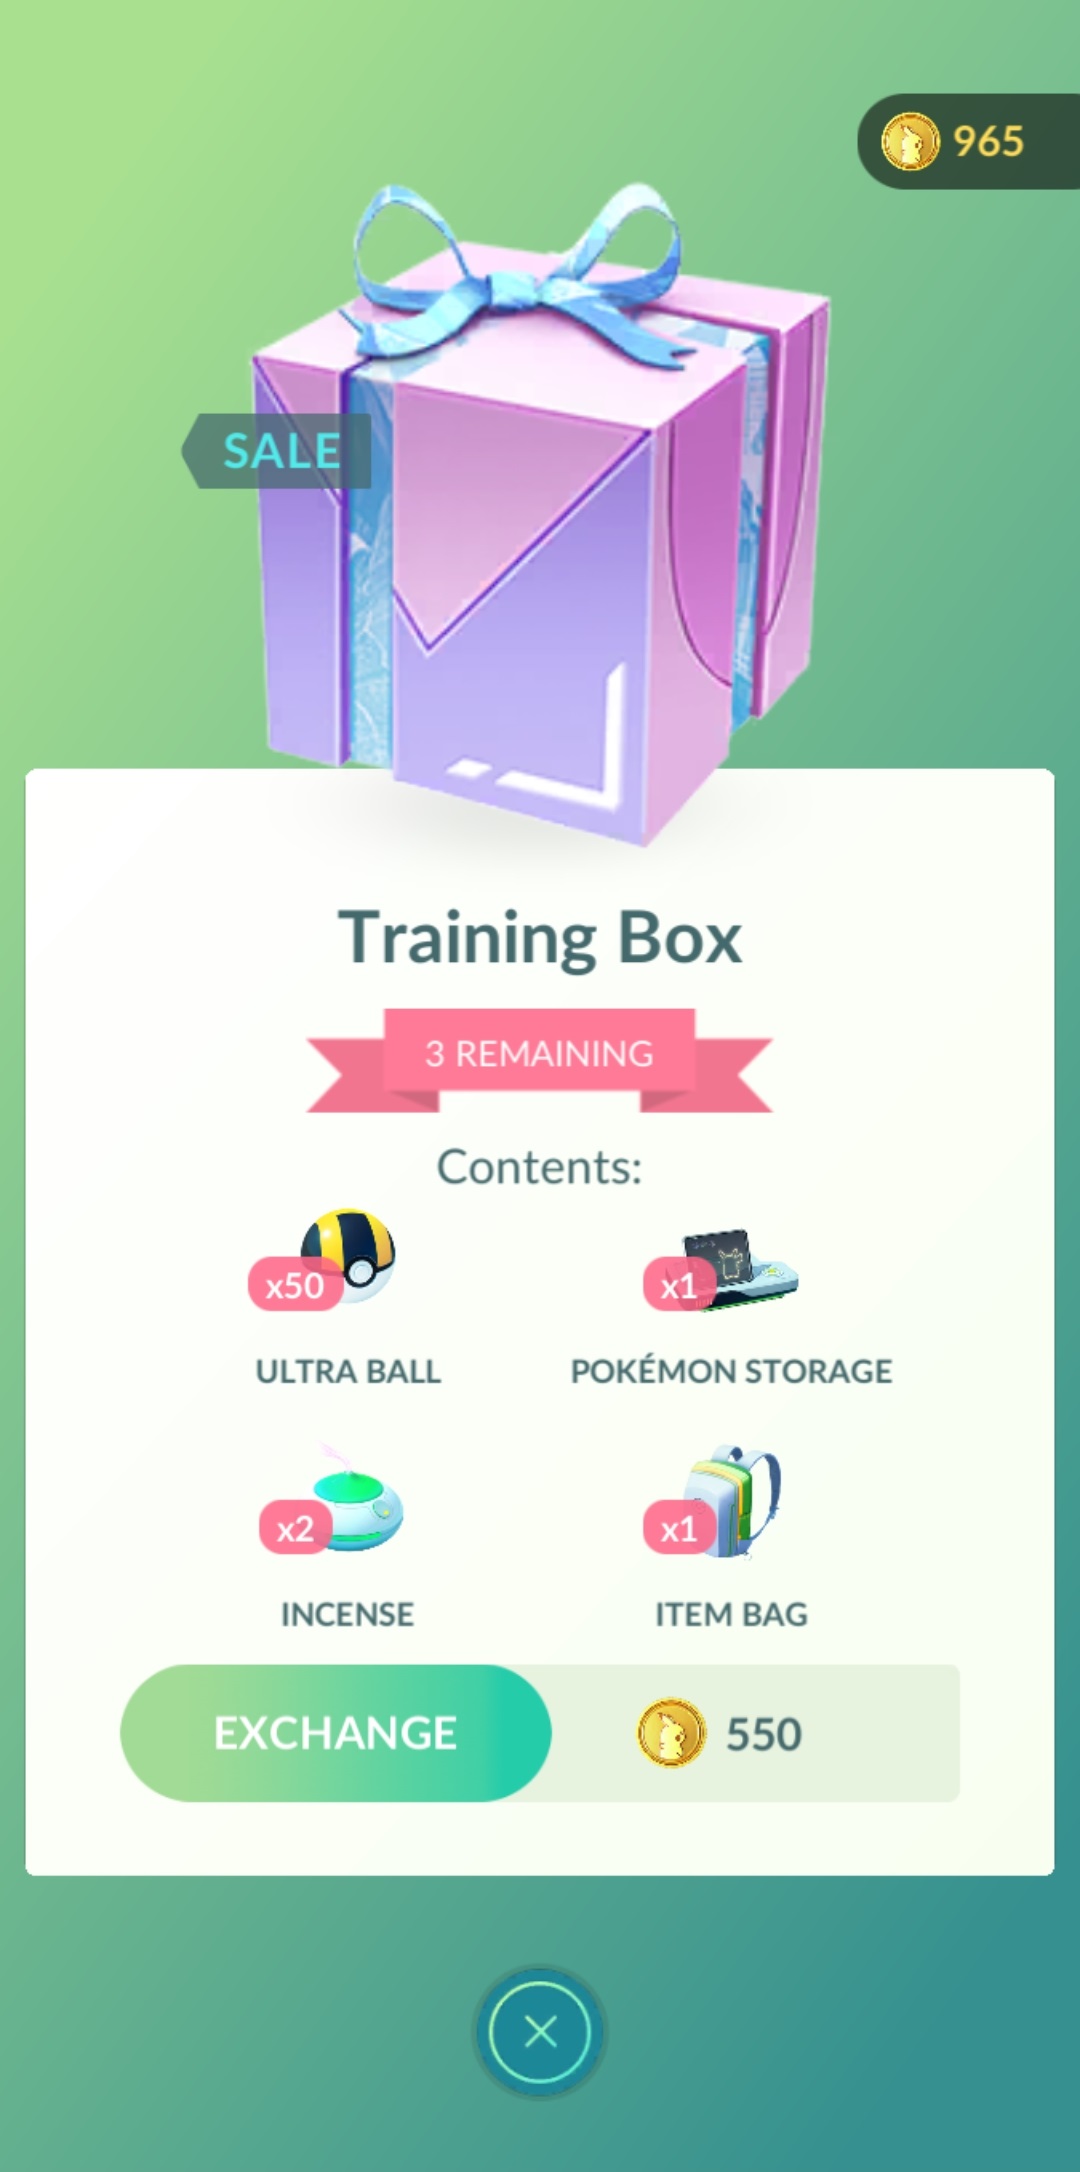 965
SALE
Training Box
3 REMAINING
Contents:
x50
x1
ULTRA BALL
POKÉMON STORAGE
x2
x1
INCENSE
ITEM BAG
EXCHANGE
550